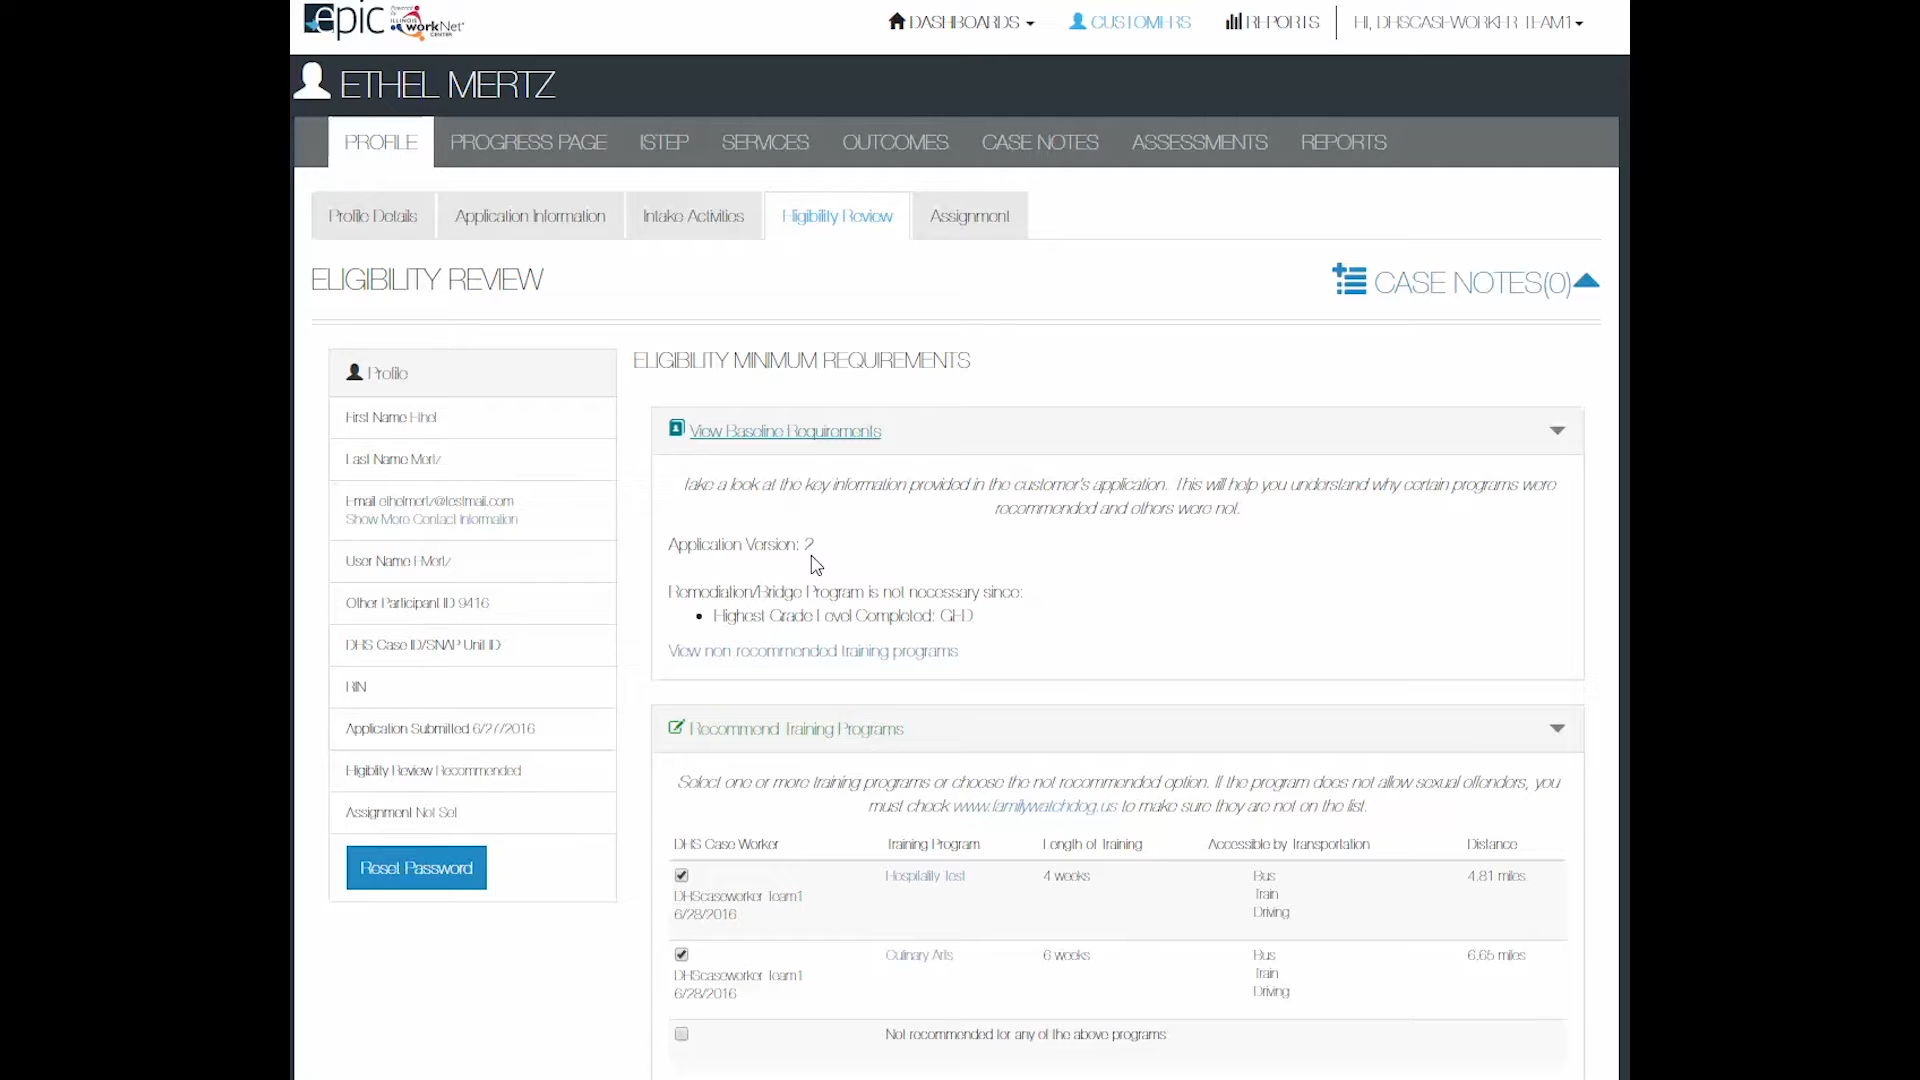 epic Powered by ILLINOIS workNet CENTER
DASHBOARDS CUSTOMERS REPORTS HI, DHSCASEWORKER TEAM1
ETHEL MERTZ
PROFILE PROGRESS PAGE ISTEP SERVICES OUTCOMES CASE NOTES ASSESSMENTS REPORTS
Profile Details Application Information Intake Activities Eligibility Review Assignment
ELIGIBILITY REVIEW
CASE NOTES(0)
Profile
First Name Ethel
Last Name Mertz
Email ethelmertz@testmail.com
Show More Contact Information
User Name EMertz
Other Participant ID 9416
DHS Case ID/SNAP Unit ID
RIN
Application Submitted 6/27/2016
Eligiblity Review Recommended
Assignment Not Set
Reset Password
ELIGIBILITY MINIMUM REQUIREMENTS
View Baseline Requirements
Take a look at the key information provided in the customer's application. This will help you understand why certain programs were
recommended and others were not.
Application Version: 2
Remediation/Bridge Program is not necessary since:
• Highest Grade Level Completed: GED
View non recommended training programs
Recommend Training Programs
Select one or more training programs or choose the not recommended option. If the program does not allow sexual offenders, you
must check www.familywatchdog.us to make sure they are not on the list.
DHS Case Worker Training Program Length of Training Accessible by Transportation Distance
Hospitality Test 4 weeks Bus 4.81 miles
Train
DHScaseworker Team1
Driving
6/28/2016
Culinary Arts 6 weeks Bus 6.65 miles
Train
DHScaseworker Team1
Driving
6/28/2016
Not recommended for any of the above programs